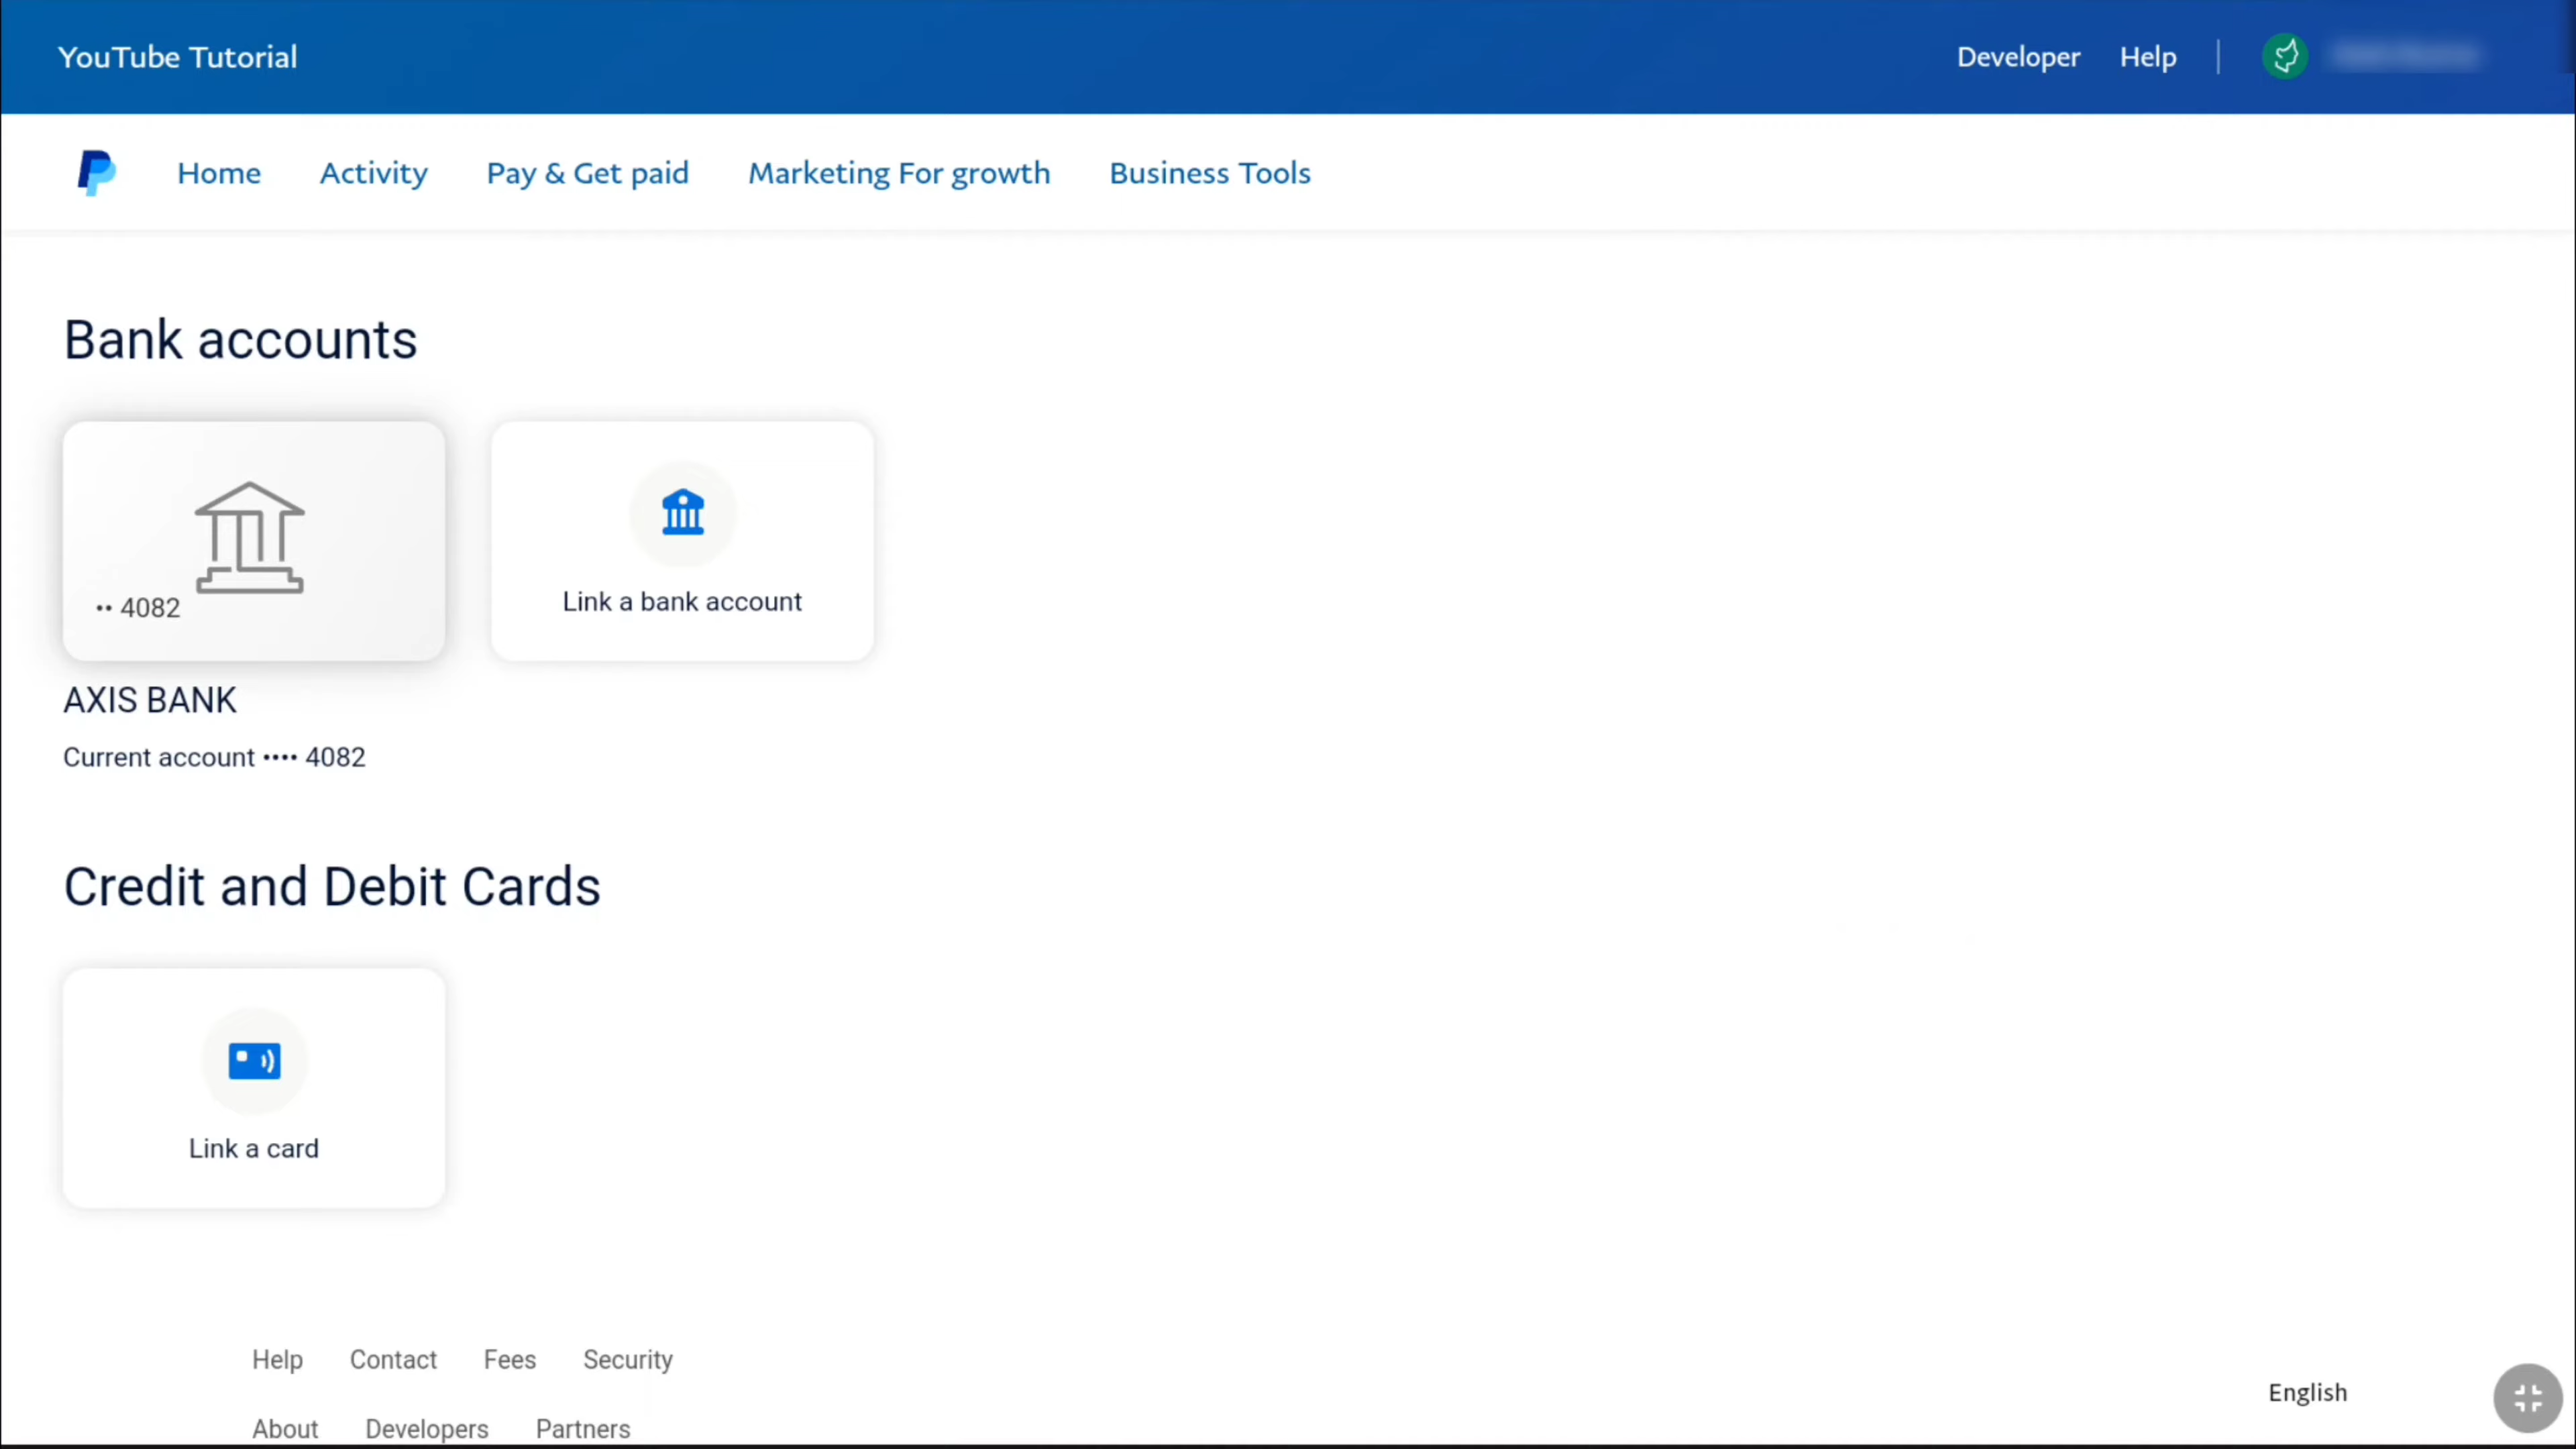 YouTube Tutorial
Developer Help
Home Activity Pay & Get paid Marketing For growth Business Tools
Bank accounts
•• 4082
Link a bank account
AXIS BANK
Current account •••• 4082
Credit and Debit Cards
Link a card
Help Contact Fees Security
English
About Developers Partners